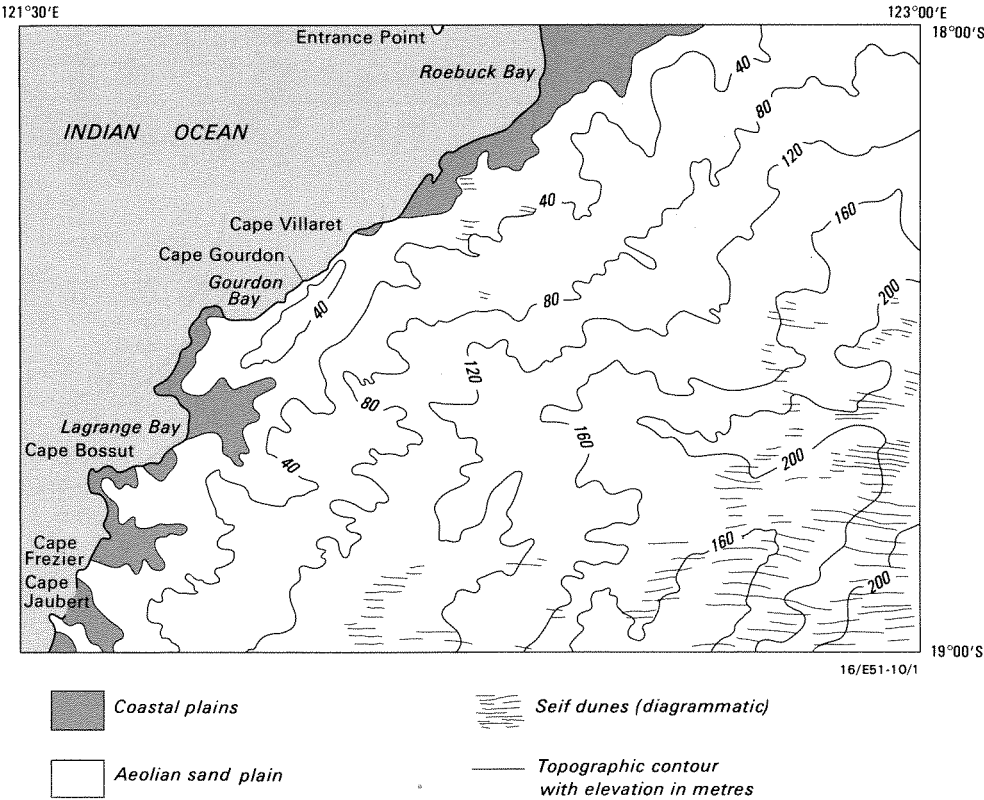 121°30'E
123°00'E
18°00'S
Entrance Point
Roebuck Bay
INDIAN OCEAN
40
80
120
160
200
40
Cape Villaret
Cape Gourdon
Gourdon
Bay
40
80
120
80
160
200
40
160
200
Lagrange Bay
Cape Bossut
Cape
Frezier
Cape
Jaubert
19°00'S
16/E51-10/1
Coastal plains
Seif dunes (diagrammatic)
Aeolian sand plain
Topographic contour
with elevation in metres